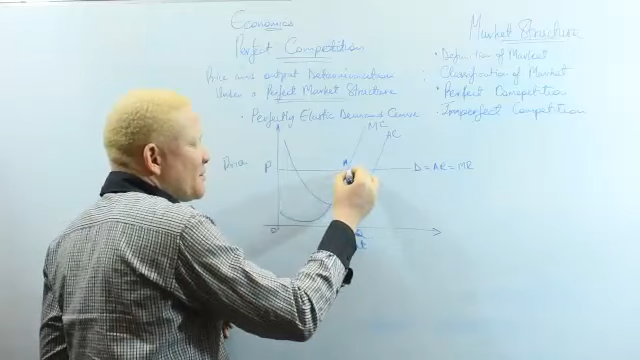 Economics
Perfect Competition
Price and output Determination
Under a Perfect Market Structure
• Perfectly Elastic Demand Curve
MC
AC
Price
P
A
D = AR = MR
O
Q
Market Structure
• Definition of Market
Classification of Market
• Perfect Competition
• Imperfect Competition